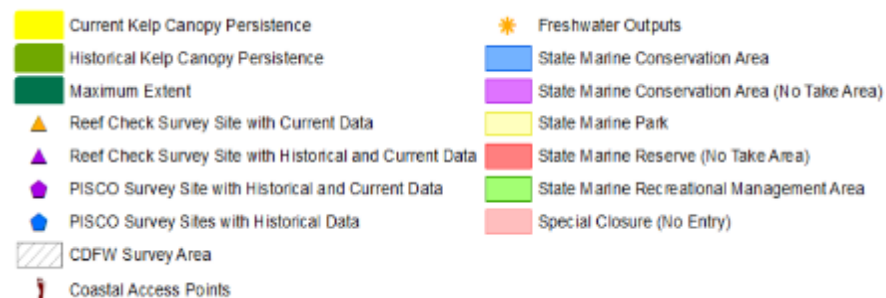 Current Kelp Canopy Persistence
Historical Kelp Canopy Persistence
Maximum Extent
Reef Check Survey Site with Current Data
Reef Check Survey Site with Historical and Current Data
PISCO Survey Site with Historical and Current Data
PISCO Survey Sites with Historical Data
CDFW Survey Area
Coastal Access Points
Freshwater Outputs
State Marine Conservation Area
State Marine Conservation Area (No Take Area)
State Marine Park
State Marine Reserve (No Take Area)
State Marine Recreational Management Area
Special Closure (No Entry)